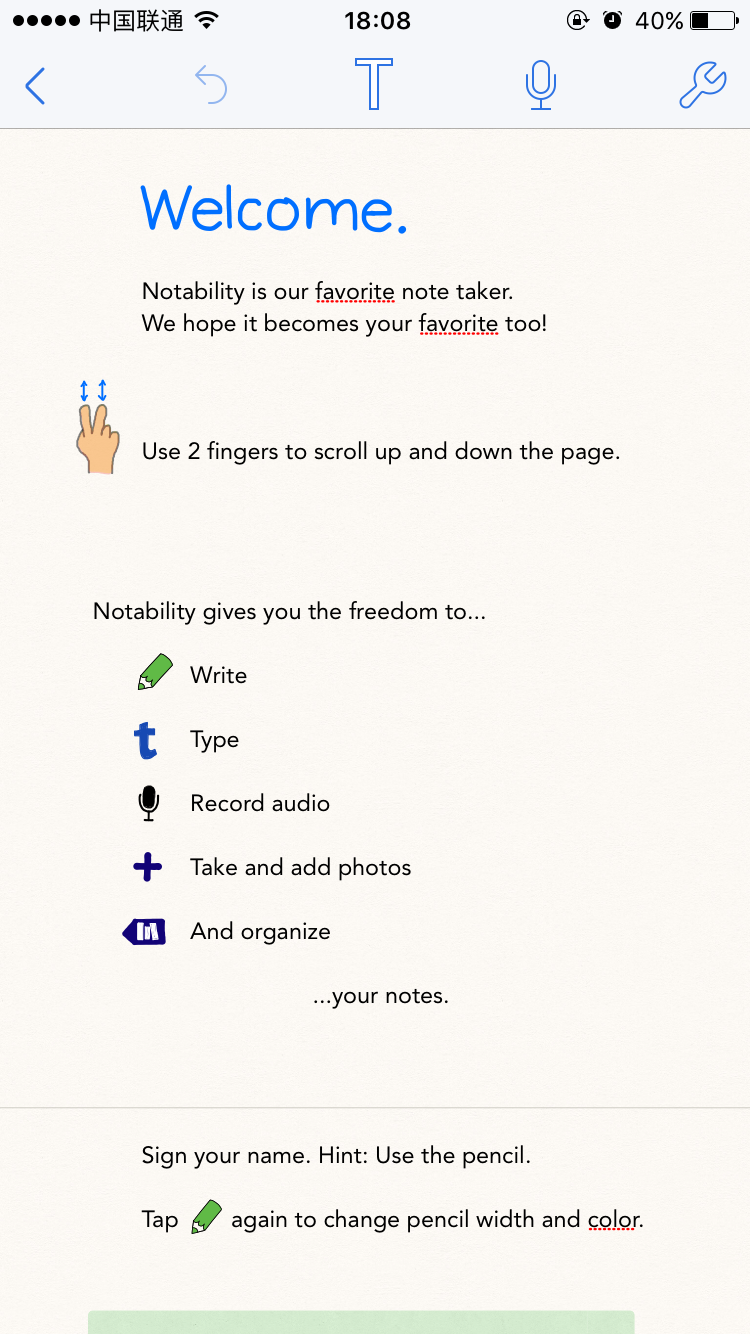 中国联通
18:08
40%
Welcome.
Notability is our favorite note taker.
We hope it becomes your favorite too!
Use 2 fingers to scroll up and down the page.
Notability gives you the freedom to...
Write
Type
Record audio
Take and add photos
And organize
...your notes.
Sign your name. Hint: Use the pencil.
Tap again to change pencil width and color.